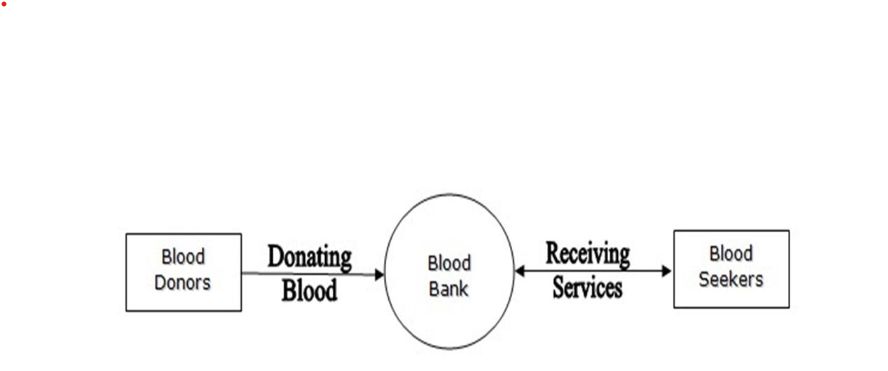 Blood
Donors
Donating
Blood
Blood
Bank
Receiving
Services
Blood
Seekers